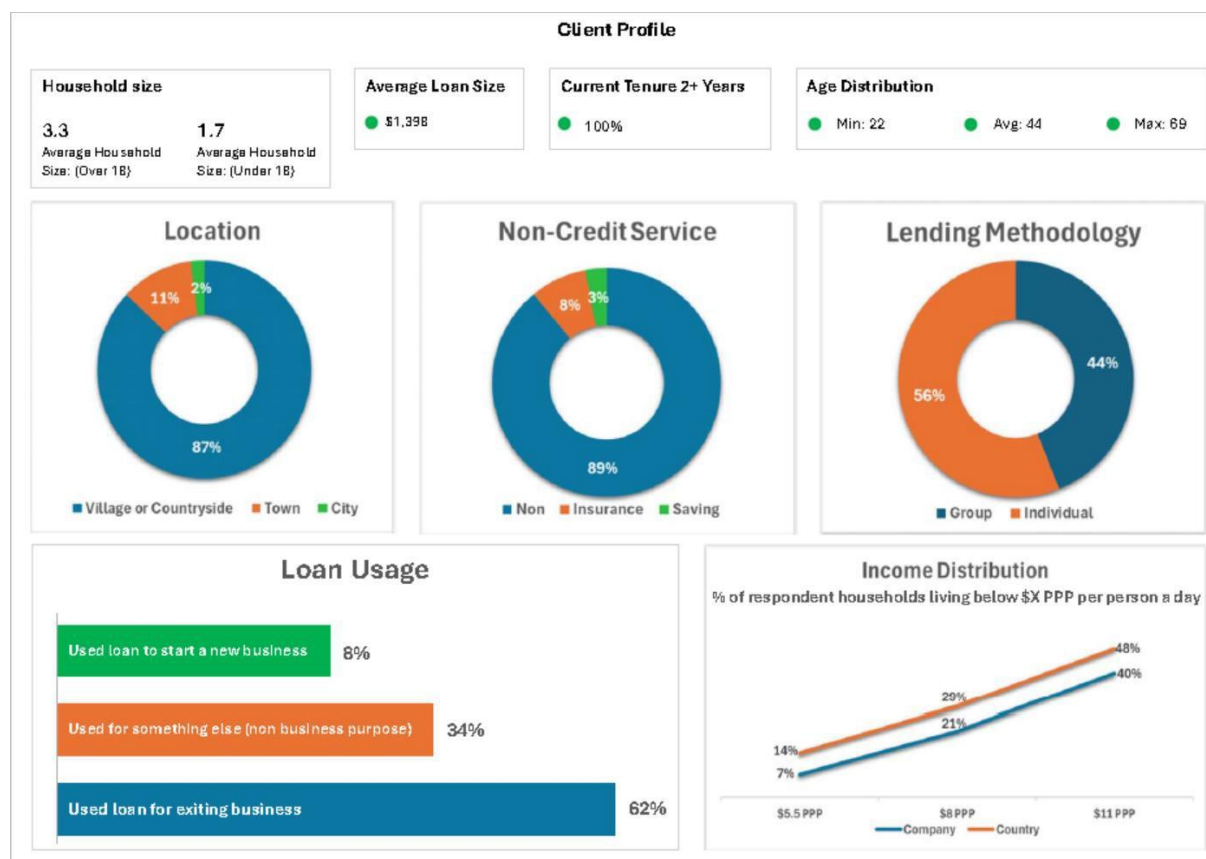 Client Profile
Household size
3.3
Average Household
Size: (Over 18)
1.7
Average Household
Size: (Under 18)
Average Loan Size
$1,398
Current Tenure 2+ Years
100%
Age Distribution
Min: 22
Avg: 44
Max: 69
Location
11%
2%
87%
Village or Countryside
Town
City
Non-Credit Service
8%
3%
89%
Non
Insurance
Saving
Lending Methodology
44%
56%
Group
Individual
Loan Usage
Used loan to start a new business
8%
Used for something else (non business purpose)
34%
Used loan for exiting business
62%
Income Distribution
% of respondent households living below $X PPP per person a day
48%
40%
29%
21%
14%
7%
$5.5 PPP
$8 PPP
$11 PPP
Company
Country